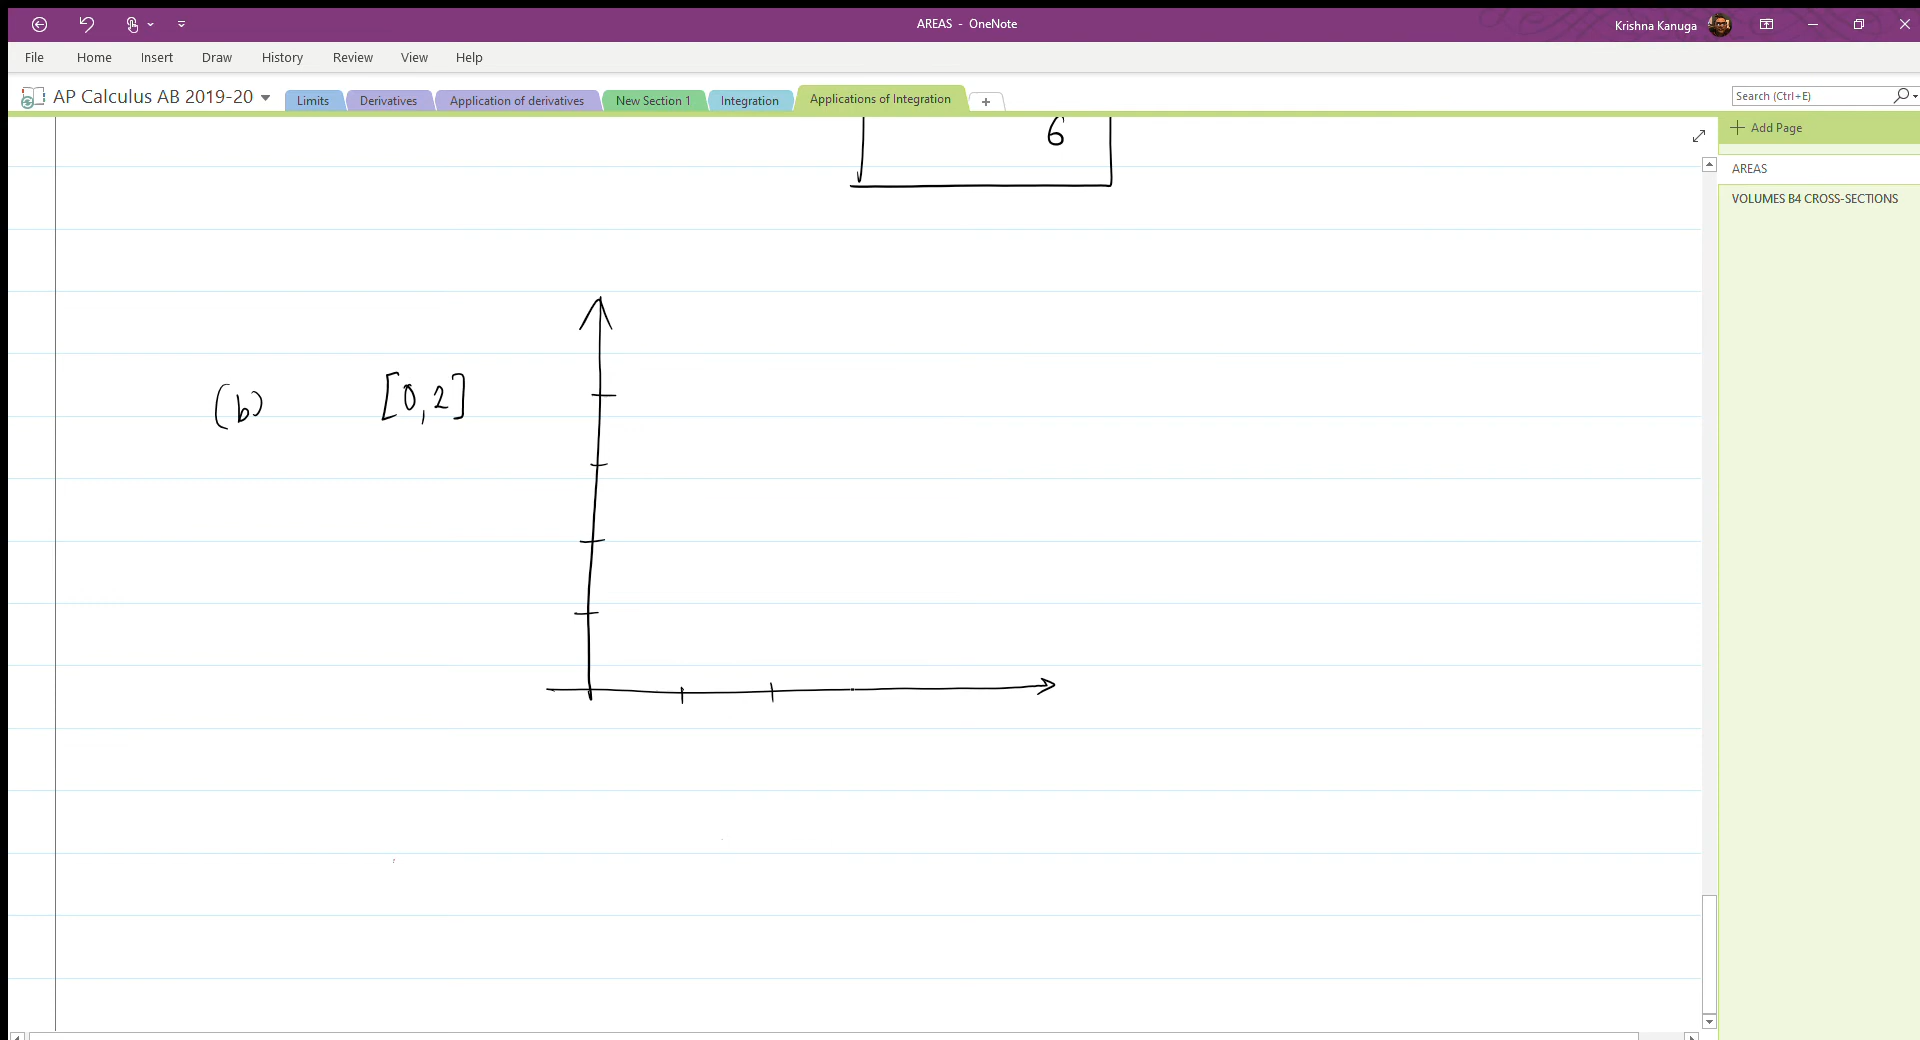 AREAS - OneNote
Krishna Kanuga
File Home Insert Draw History Review View Help
AP Calculus AB 2019-20
Limits Derivatives Application of derivatives New Section 1 Integration Applications of Integration +
Search (Ctrl+E)
Add Page
AREAS
VOLUMES B4 CROSS-SECTIONS
6
(b) [0,2]